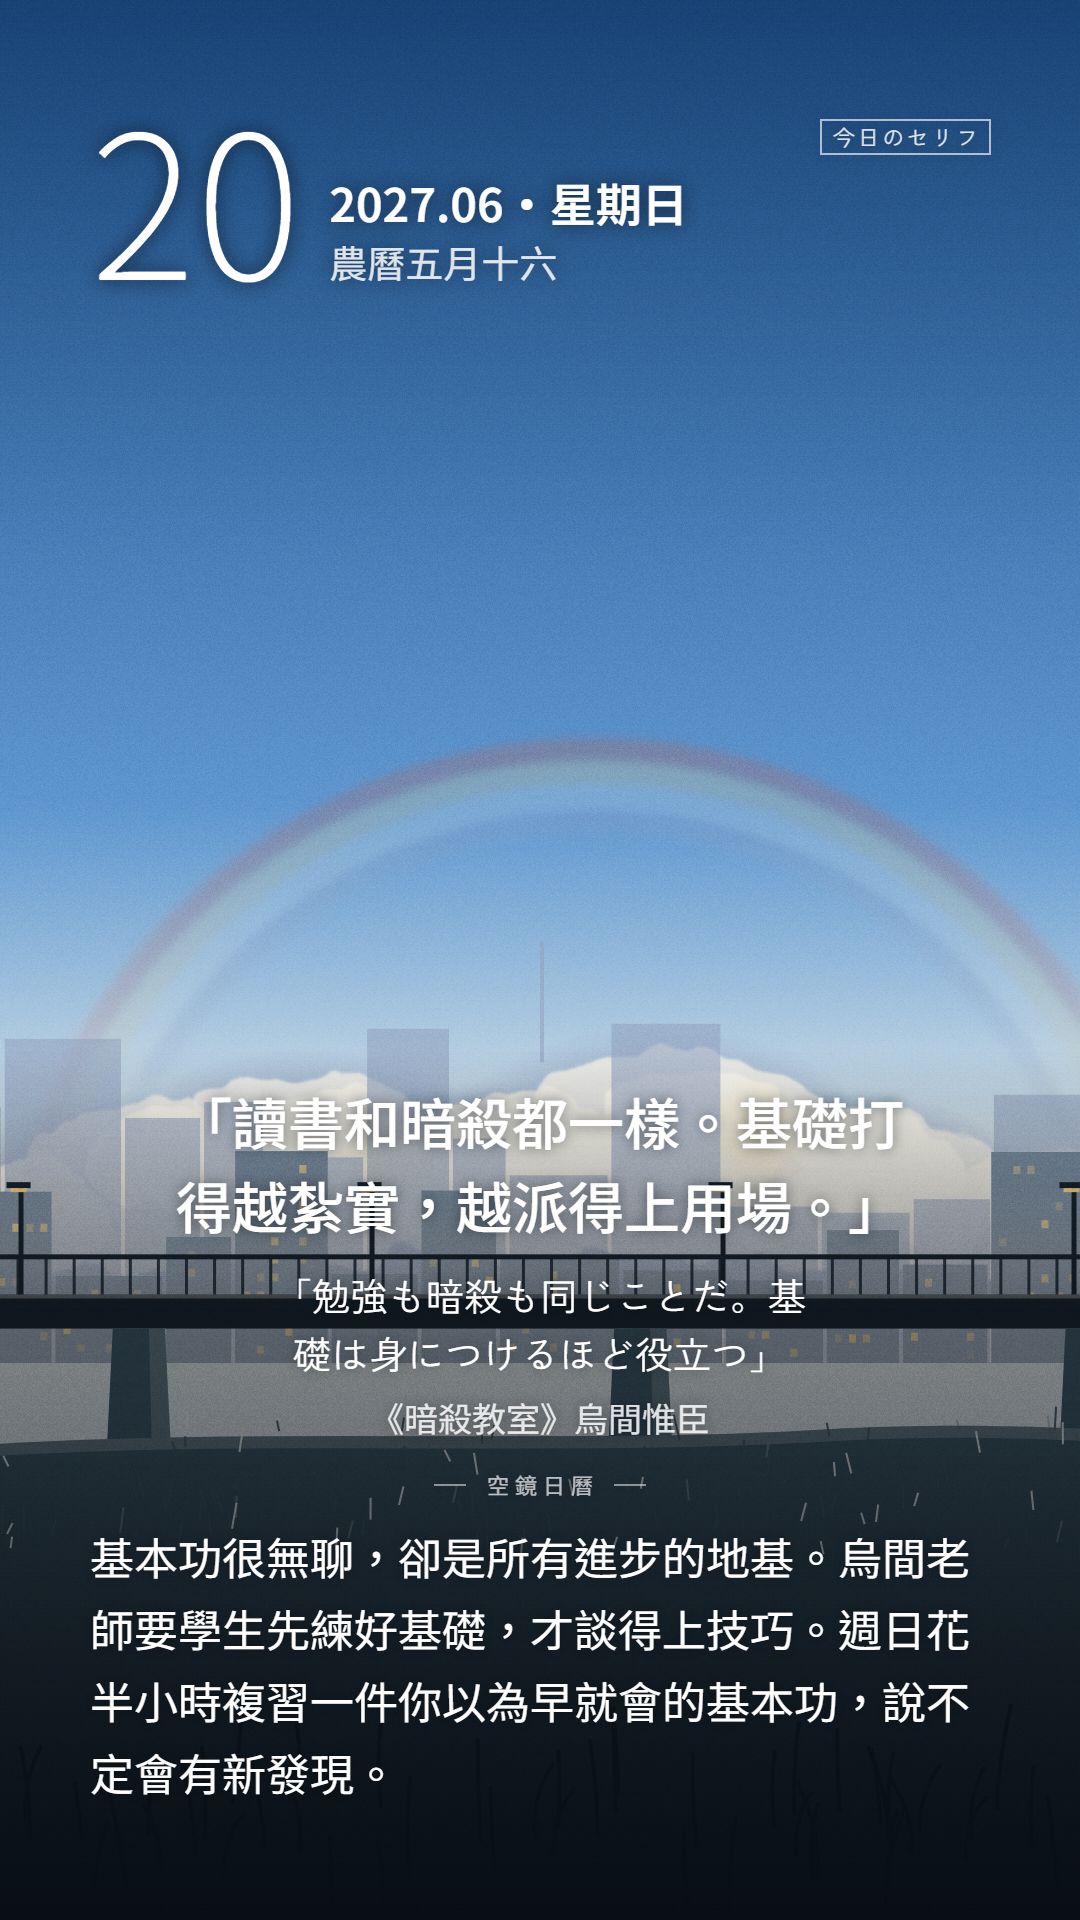 20
今日のセリフ
2027.06・星期日
農曆五月十六
「讀書和暗殺都一樣。基礎打
得越紮實，越派得上用場。」
「勉強も暗殺も同じことだ。基
礎は身につけるほど役立つ」
《暗殺教室》烏間惟臣
空鏡日曆
基本功很無聊，卻是所有進步的地基。烏間老
師要學生先練好基礎，才談得上技巧。週日花
半小時複習一件你以為早就會的基本功，說不
定會有新發現。